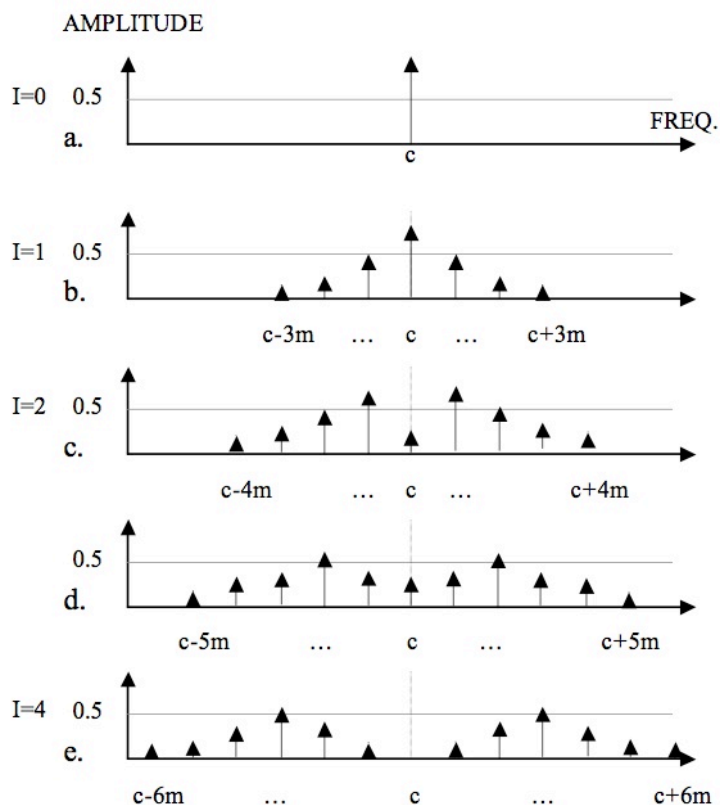 AMPLITUDE
I=0 0.5
FREQ.
a.
c
I=1 0.5
b.
c-3m … c … c+3m
I=2 0.5
c.
c-4m … c … c+4m
0.5
d.
c-5m … c … c+5m
I=4 0.5
e.
c-6m … c … c+6m